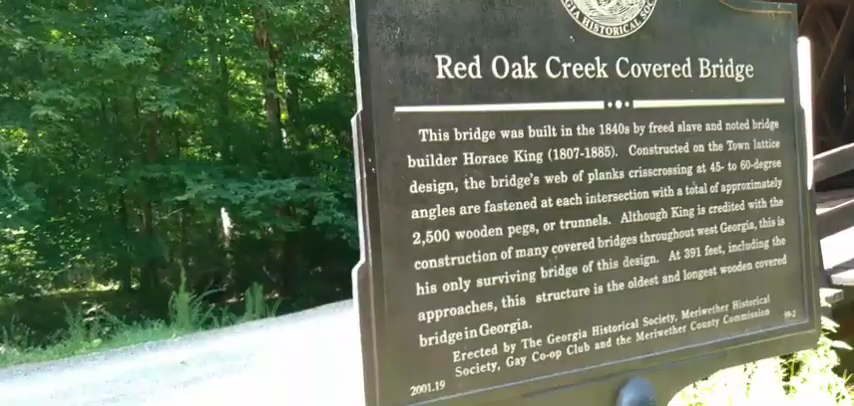 GIA HISTORICAL SOC
Red Oak Creek Covered Bridge
This bridge was built in the 1840s by freed slave and noted bridge
builder Horace King (1807-1885). Constructed on the Town lattice
design, the bridge's web of planks crisscrossing at 45- to 60-degree
angles are fastened at each intersection with a total of approximately
2,500 wooden pegs, or trunnels. Although King is credited with the
construction of many covered bridges throughout west Georgia, this is
his only surviving bridge of this design. At 391 feet, including the
approaches, this structure is the oldest and longest wooden covered
bridge in Georgia.
Erected by The Georgia Historical Society, Meriwether Historical
Society, Gay Co-op Club and the Meriwether County Commission
2001.19 99-2